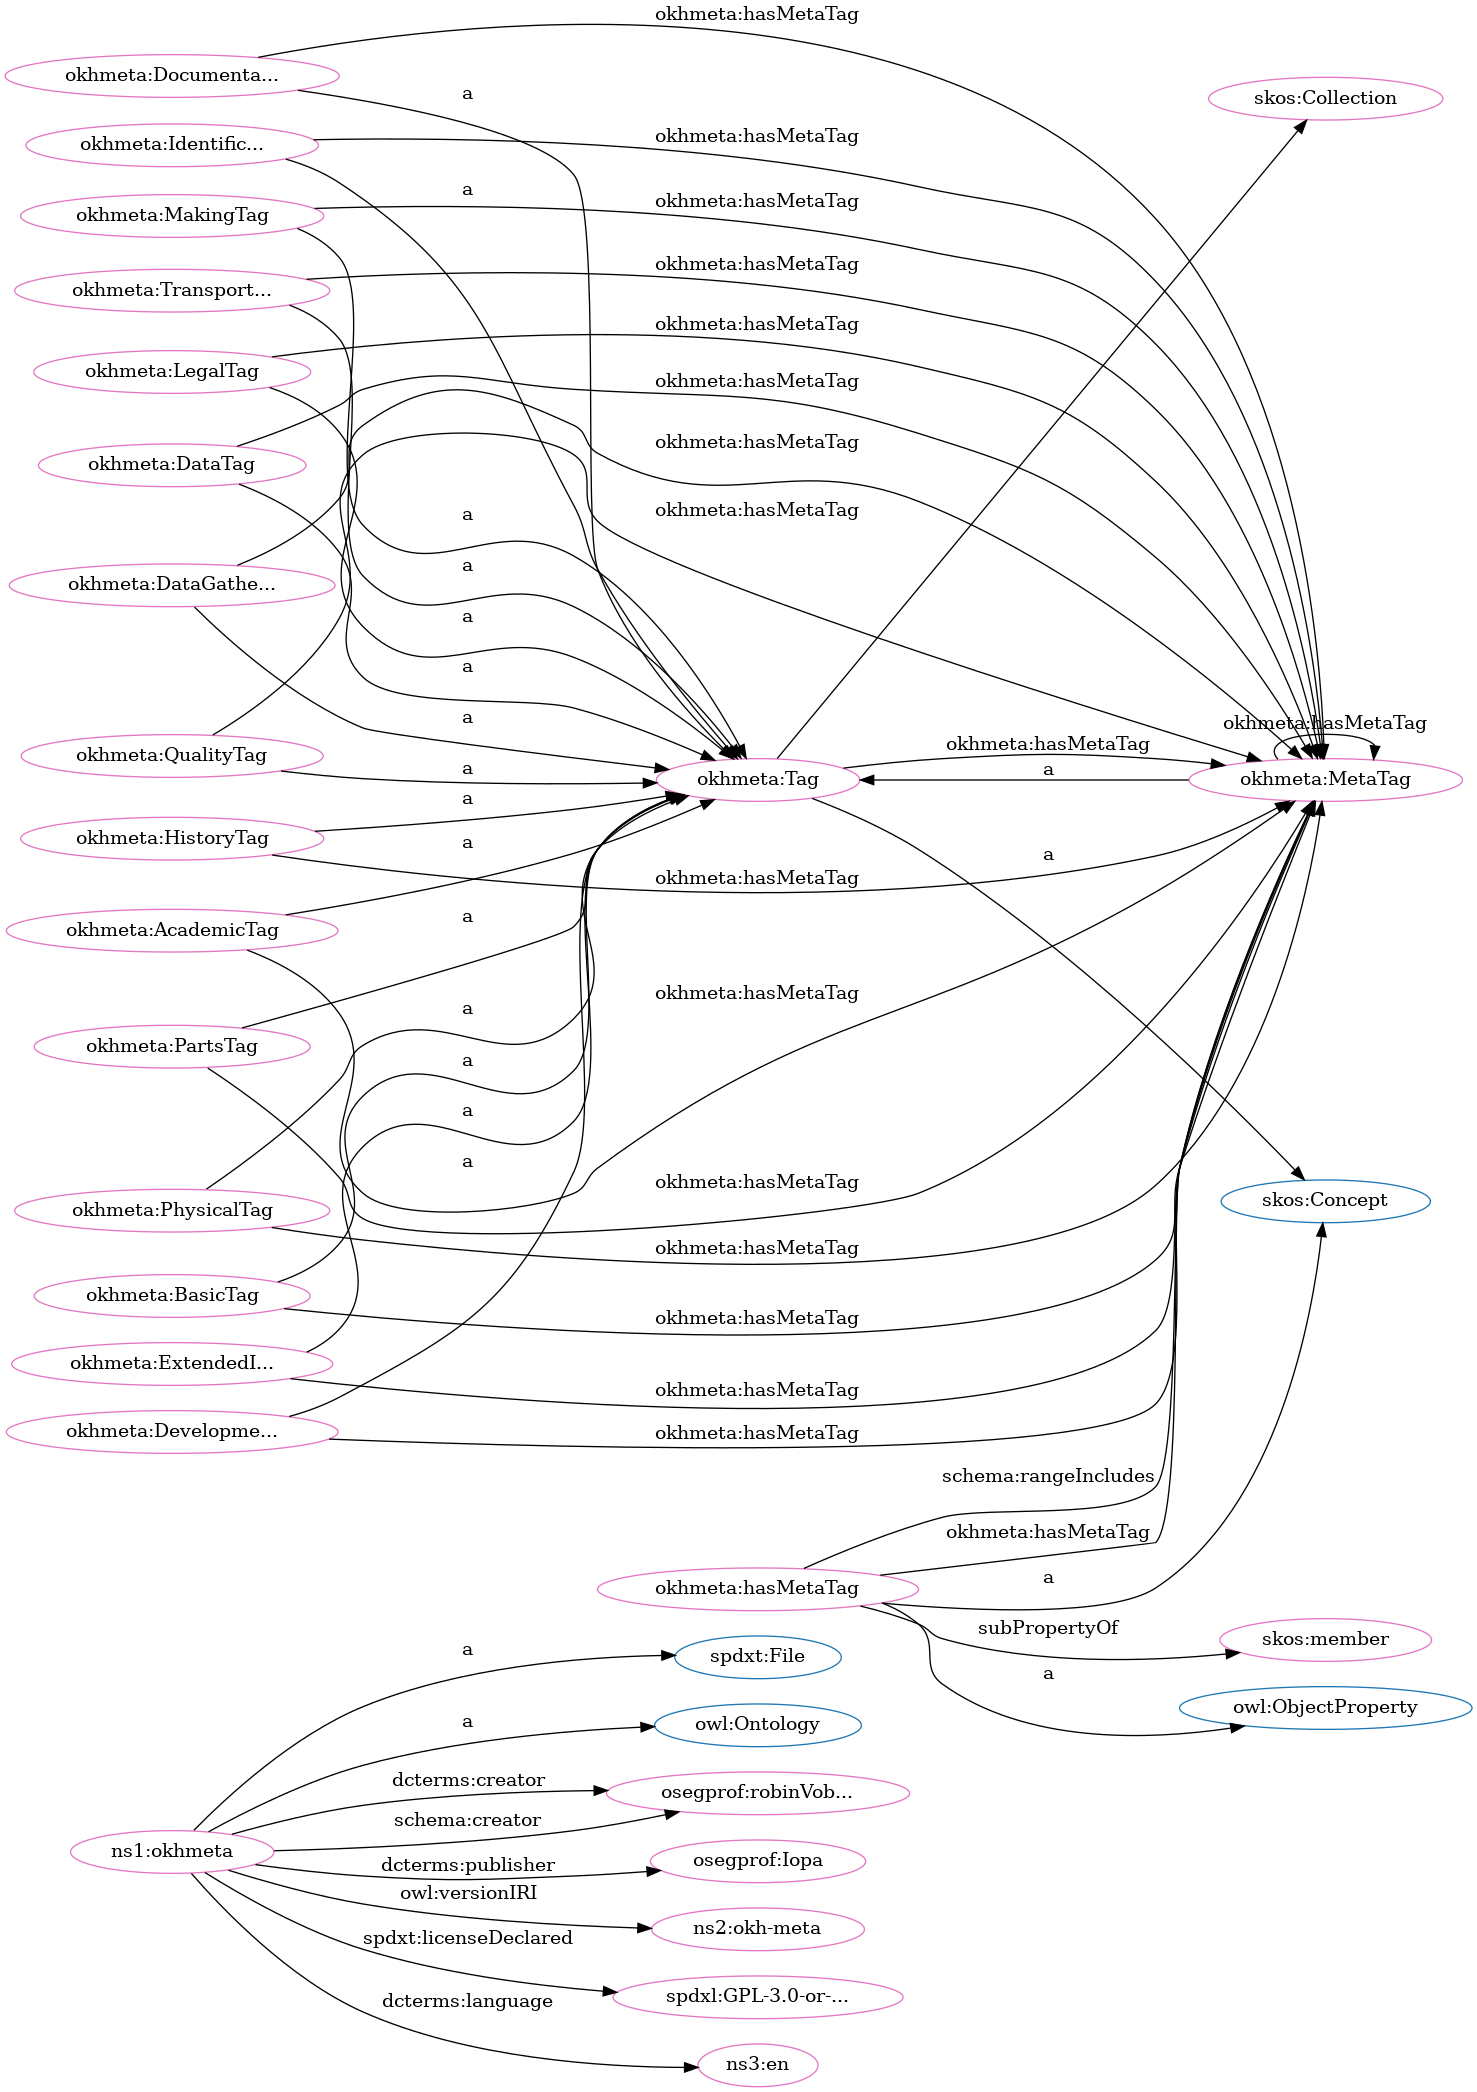 okhmeta:hasMetaTag
okhmeta:Documenta...
a
skos:Collection
okhmeta:hasMetaTag
okhmeta:Identific...
a
okhmeta:hasMetaTag
okhmeta:MakingTag
okhmeta:hasMetaTag
okhmeta:Transport...
okhmeta:hasMetaTag
okhmeta:LegalTag
okhmeta:hasMetaTag
okhmeta:hasMetaTag
okhmeta:DataTag
okhmeta:hasMetaTag
a
a
okhmeta:DataGathe...
a
a
a
okhmeta:hasMetaTag
okhmeta:hasMetaTag
okhmeta:QualityTag
a
a
okhmeta:Tag
okhmeta:MetaTag
a
okhmeta:HistoryTag
a
a
okhmeta:hasMetaTag
a
okhmeta:AcademicTag
okhmeta:hasMetaTag
a
okhmeta:PartsTag
a
a
a
okhmeta:hasMetaTag
skos:Concept
okhmeta:PhysicalTag
okhmeta:hasMetaTag
okhmeta:BasicTag
okhmeta:hasMetaTag
okhmeta:ExtendedI...
okhmeta:hasMetaTag
okhmeta:Developme...
okhmeta:hasMetaTag
schema:rangeIncludes
okhmeta:hasMetaTag
a
okhmeta:hasMetaTag
subPropertyOf
skos:member
a
spdxt:File
a
owl:ObjectProperty
a
owl:Ontology
dcterms:creator
osegprof:robinVob...
schema:creator
ns1:okhmeta
dcterms:publisher
osegprof:Iopa
owl:versionIRI
ns2:okh-meta
spdxt:licenseDeclared
spdxl:GPL-3.0-or-...
dcterms:language
ns3:en